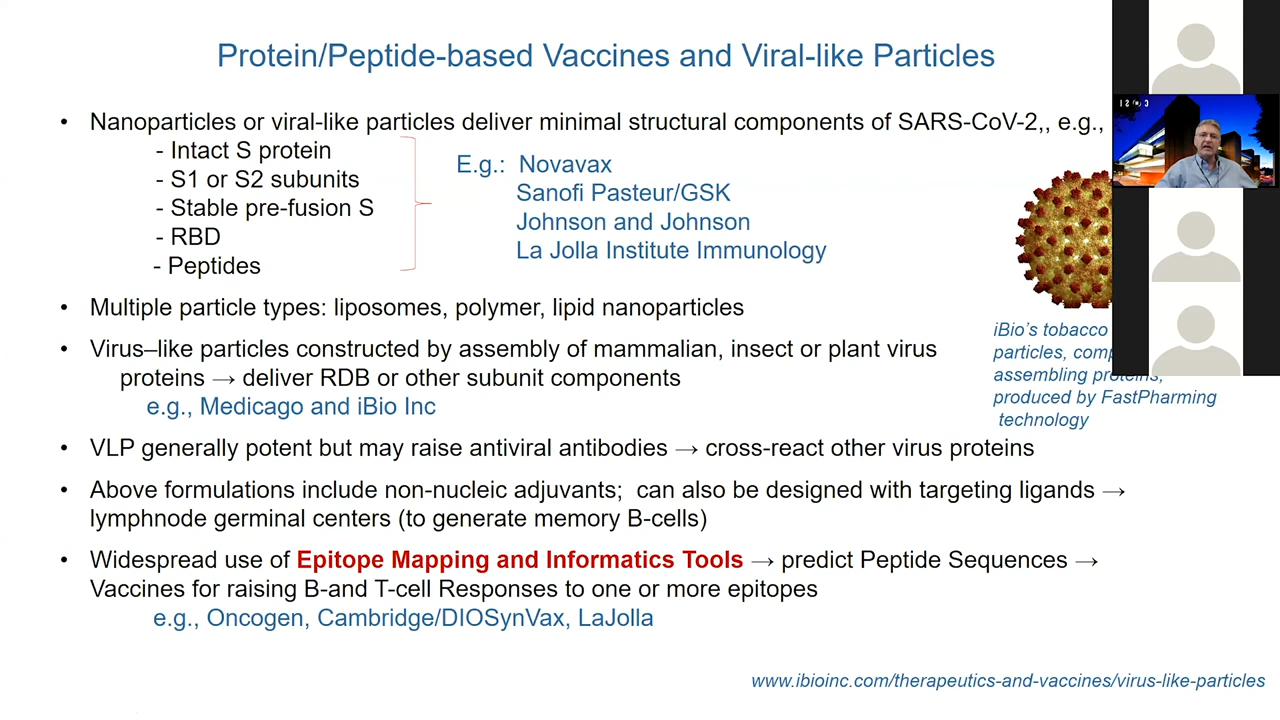 Protein/Peptide-based Vaccines and Viral-like Particles
• Nanoparticles or viral-like particles deliver minimal structural components of SARS-CoV-2,, e.g.,
- Intact S protein
- S1 or S2 subunits
- Stable pre-fusion S
- RBD
- Peptides
E.g.: Novavax
Sanofi Pasteur/GSK
Johnson and Johnson
La Jolla Institute Immunology
• Multiple particle types: liposomes, polymer, lipid nanoparticles
• Virus–like particles constructed by assembly of mammalian, insect or plant virus
proteins → deliver RDB or other subunit components
e.g., Medicago and iBio Inc
iBio's tobacco
particles,
assembling proteins,
produced by FastPharming
technology
• VLP generally potent but may raise antiviral antibodies → cross-react other virus proteins
• Above formulations include non-nucleic adjuvants; can also be designed with targeting ligands →
lymphnode germinal centers (to generate memory B-cells)
• Widespread use of Epitope Mapping and Informatics Tools → predict Peptide Sequences →
Vaccines for raising B-and T-cell Responses to one or more epitopes
e.g., Oncogen, Cambridge/DIOSynVax, LaJolla
www.ibioinc.com/therapeutics-and-vaccines/virus-like-particles